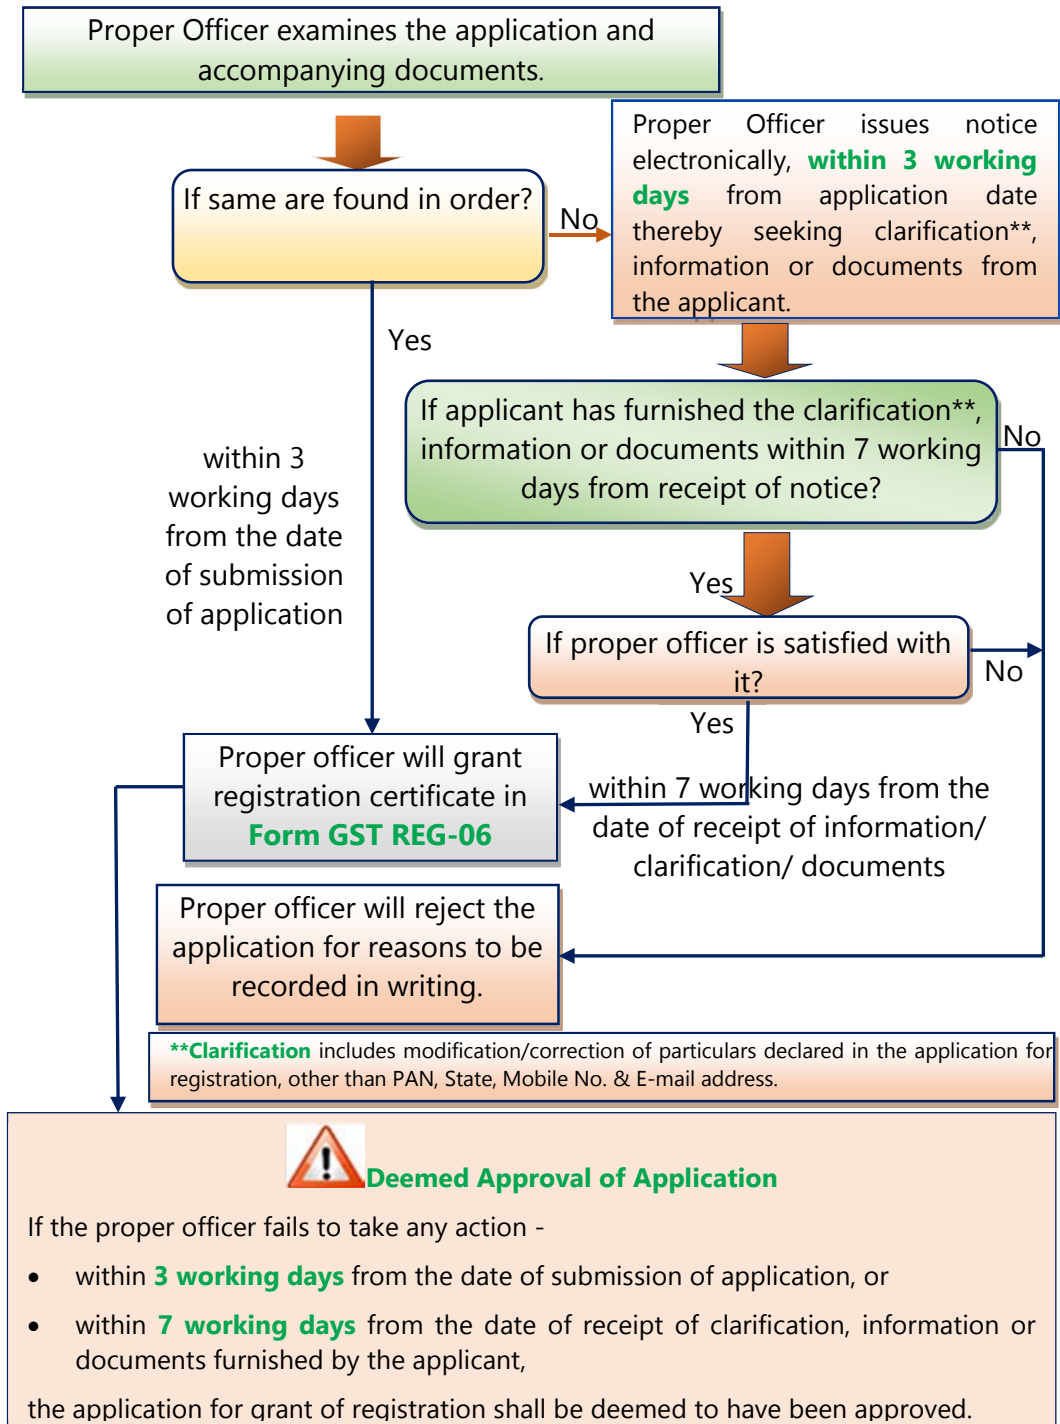 Proper Officer examines the application and
accompanying documents.
If same are found in order?
No
Proper Officer issues notice
electronically, within 3 working
days from application date
thereby seeking clarification**,
information or documents from
the applicant.
Yes
within 3
working days
from the date
of submission
of application
If applicant has furnished the clarification**,
information or documents within 7 working
days from receipt of notice?
No
Yes
If proper officer is satisfied with
it?
No
Yes
within 7 working days from the
date of receipt of information/
clarification/ documents
Proper officer will grant
registration certificate in
Form GST REG-06
Proper officer will reject the
application for reasons to be
recorded in writing.
**Clarification includes modification/correction of particulars declared in the application for
registration, other than PAN, State, Mobile No. & E-mail address.
Deemed Approval of Application
If the proper officer fails to take any action -
• within 3 working days from the date of submission of application, or
• within 7 working days from the date of receipt of clarification, information or
documents furnished by the applicant,
the application for grant of registration shall be deemed to have been approved.